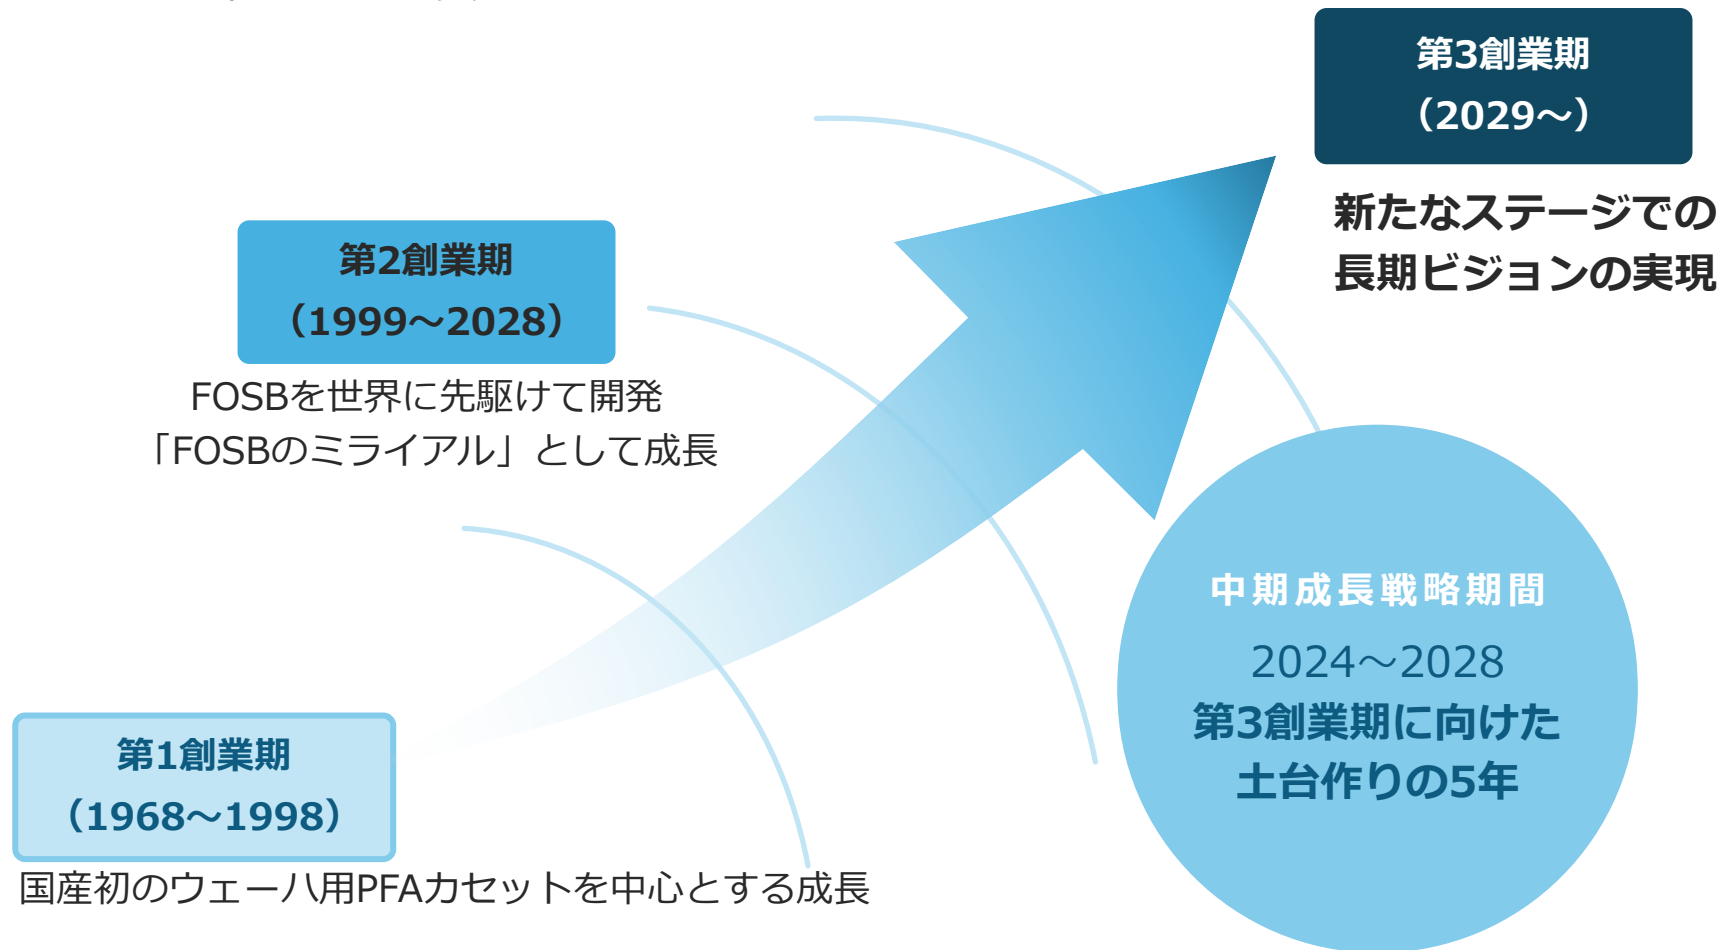 第3創業期
（2029～）
新たなステージでの
長期ビジョンの実現
第2創業期
（1999～2028）
FOSBを世界に先駆けて開発
「FOSBのミライアル」として成長
中期成長戦略期間
2024～2028
第3創業期に向けた
土台作りの5年
第1創業期
（1968～1998）
国産初のウェーハ用PFAカセットを中心とする成長